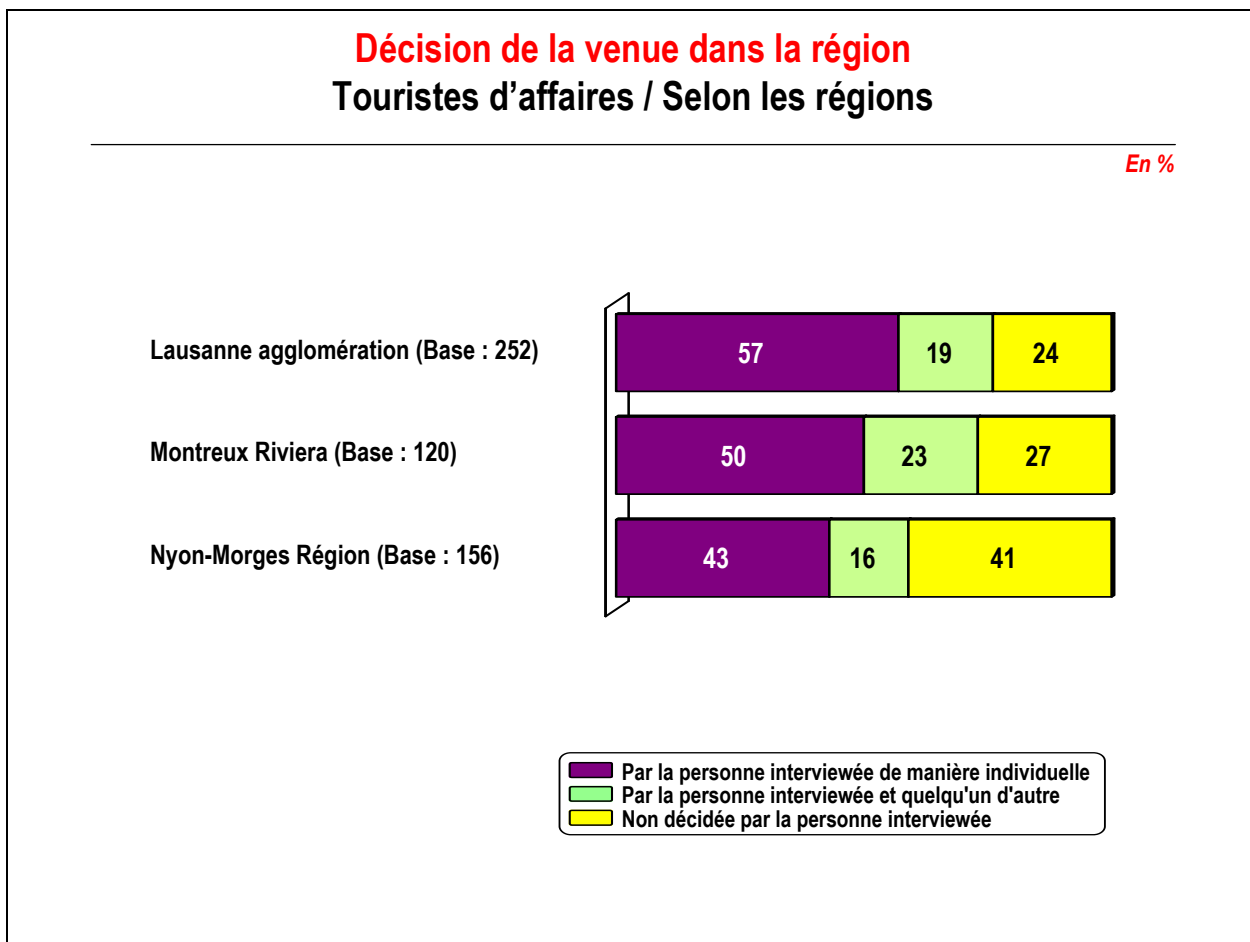 Décision de la venue dans la région
Touristes d’affaires / Selon les régions
En %
Lausanne agglomération (Base : 252)
57 19 24
Montreux Riviera (Base : 120)
50 23 27
Nyon-Morges Région (Base : 156)
43 16 41
Par la personne interviewée de manière individuelle
Par la personne interviewée et quelqu'un d'autre
Non décidée par la personne interviewée